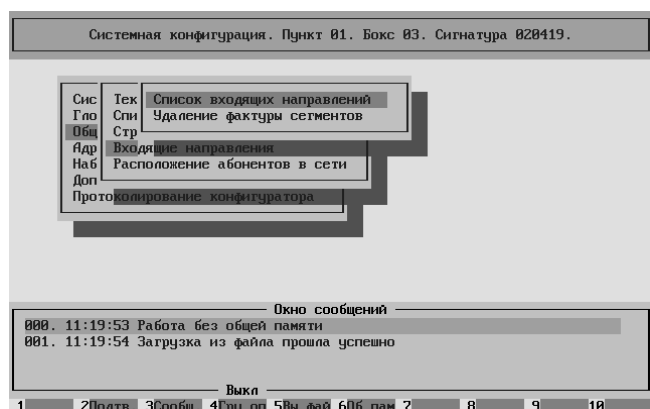 Системная конфигурация. Пункт 01. Бокс 03. Сигнатура 020419.
Сис Тек Список входящих направлений
Гло Спи Удаление фактуры сегментов
Общ Стр
Адр Входящие направления
Наб Расположение абонентов в сети
Доп
Протоколирование конфигуратора
Окно сообщений
000. 11:19:53 Работа без общей памяти
001. 11:19:54 Загрузка из файла прошла успешно
Выкл
1 2Подтв 3Сообщ 4Гру оп 5Вы фай 6Об пам 7 8 9 10